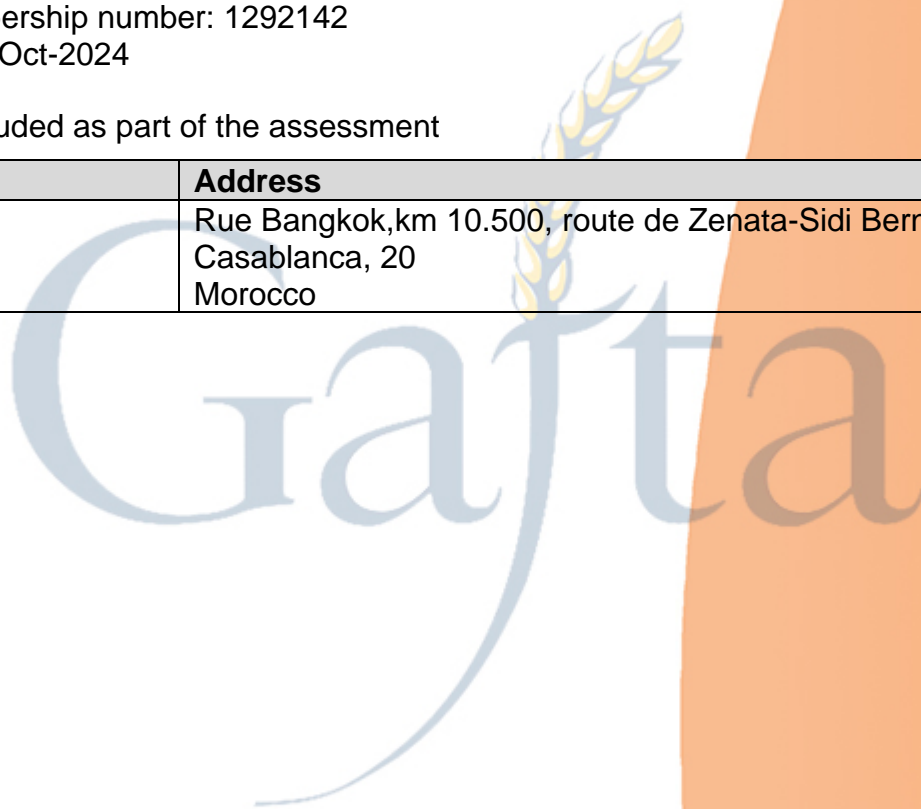 ership number: 1292142
Oct-2024
uded as part of the assessment
Address
Rue Bangkok,km 10.500, route de Zenata-Sidi Bern
Casablanca, 20
Morocco
Gafta